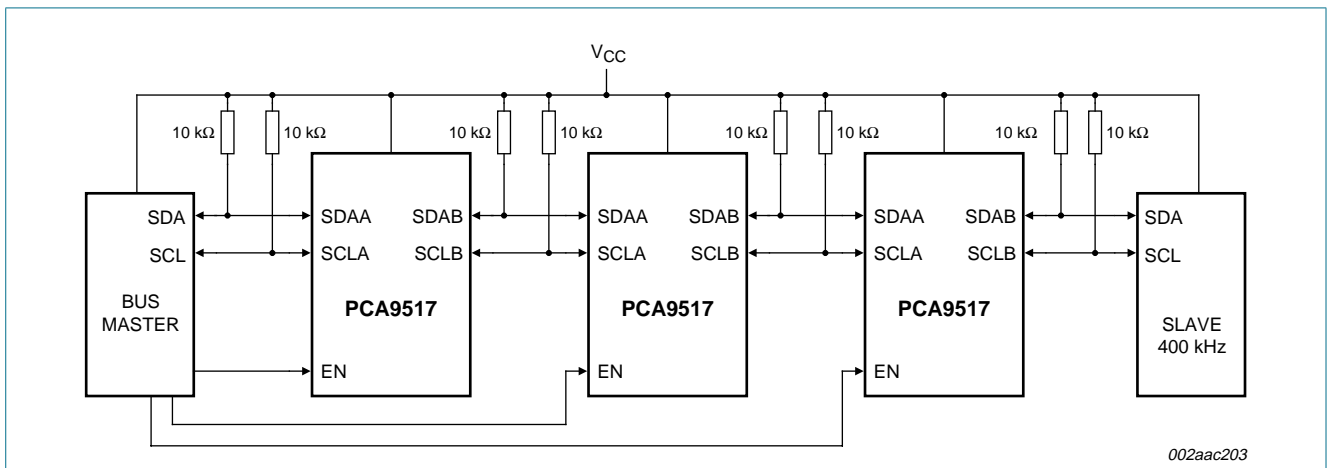 VCC
10 kΩ 10 kΩ 10 kΩ 10 kΩ 10 kΩ 10 kΩ 10 kΩ 10 kΩ
SDA SDAA SDAB SDAA SDAB SDAA SDAB SDA
SCL SCLA SCLB SCLA SCLB SCLA SCLB SCL
BUS
MASTER
PCA9517 PCA9517 PCA9517
SLAVE
400 kHz
EN EN EN
002aac203